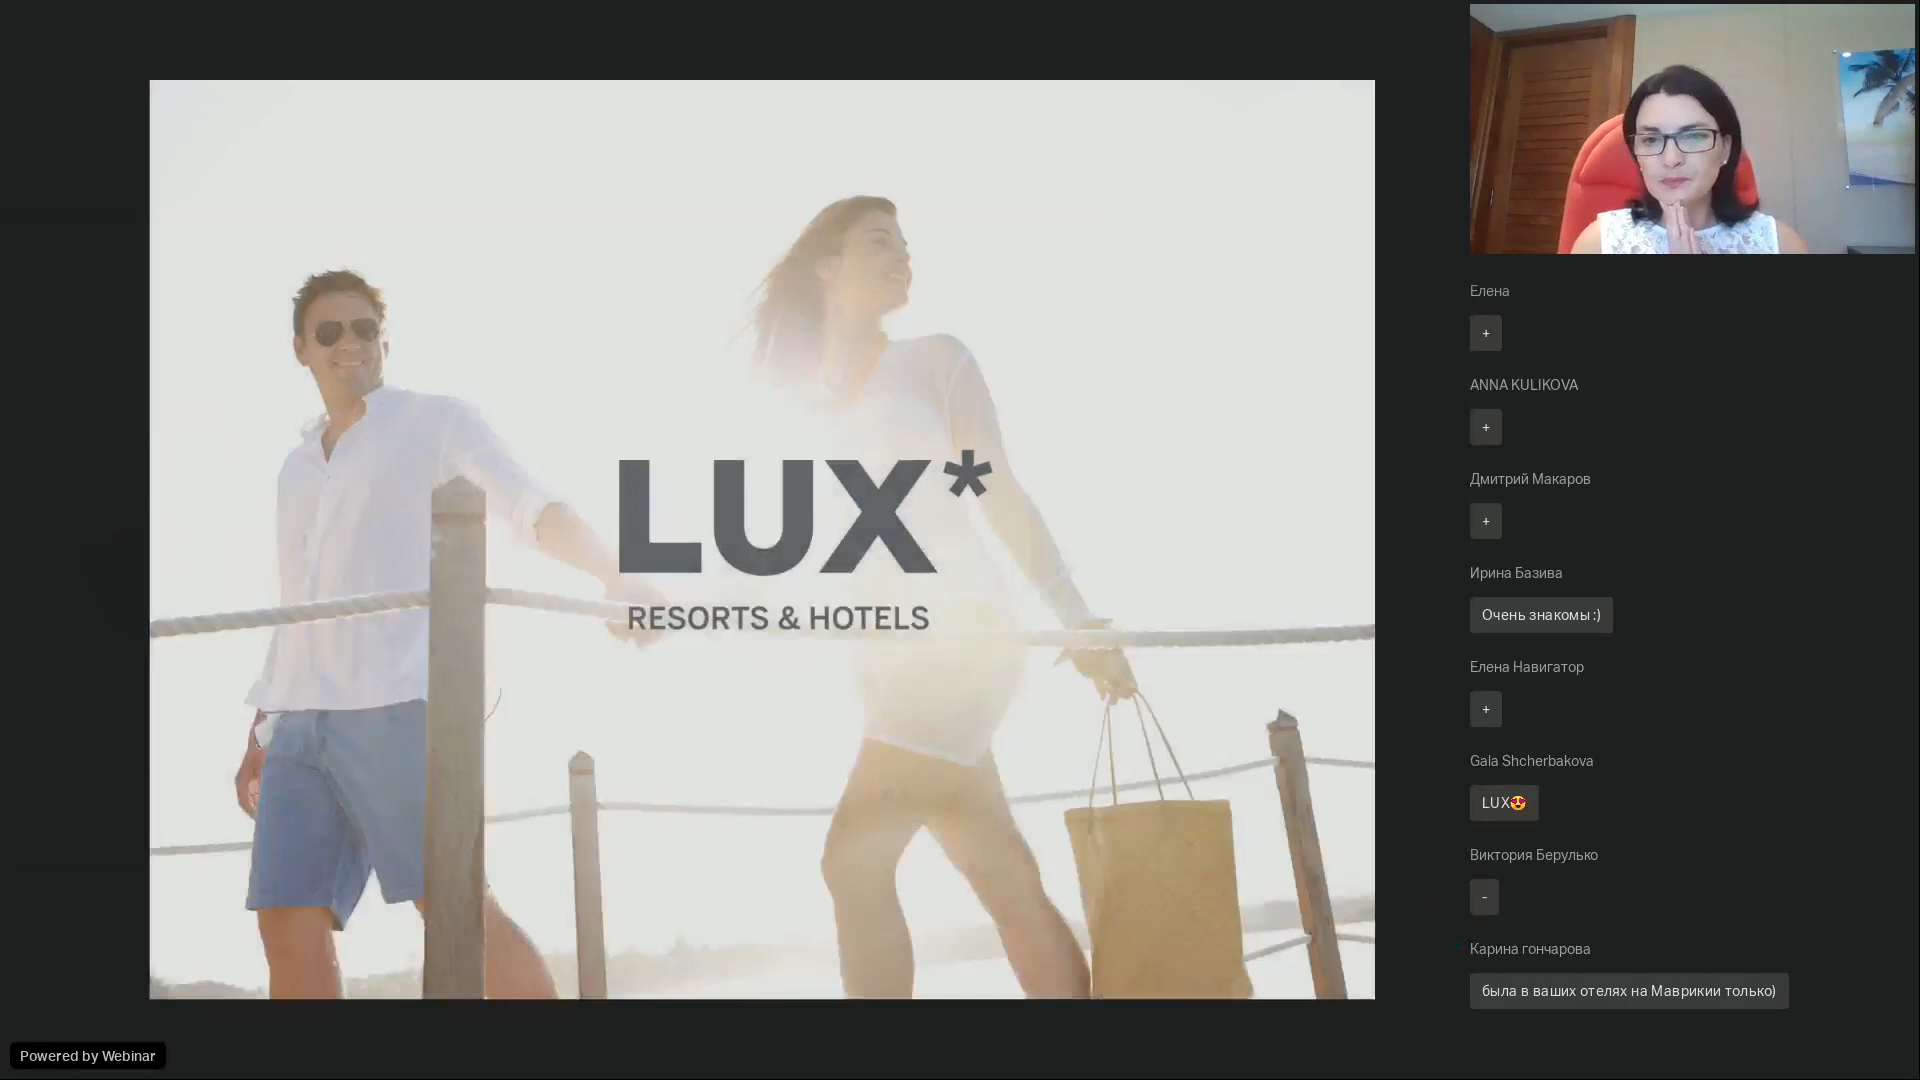 LUX*
RESORTS & HOTELS
Елена
+
ANNA KULIKOVA
+
Дмитрий Макаров
+
Ирина Базива
Очень знакомы :)
Елена Навигатор
+
Gala Shcherbakova
LUX😍
Виктория Берулько
-
Карина гончарова
была в ваших отелях на Маврикии только)
Powered by Webinar